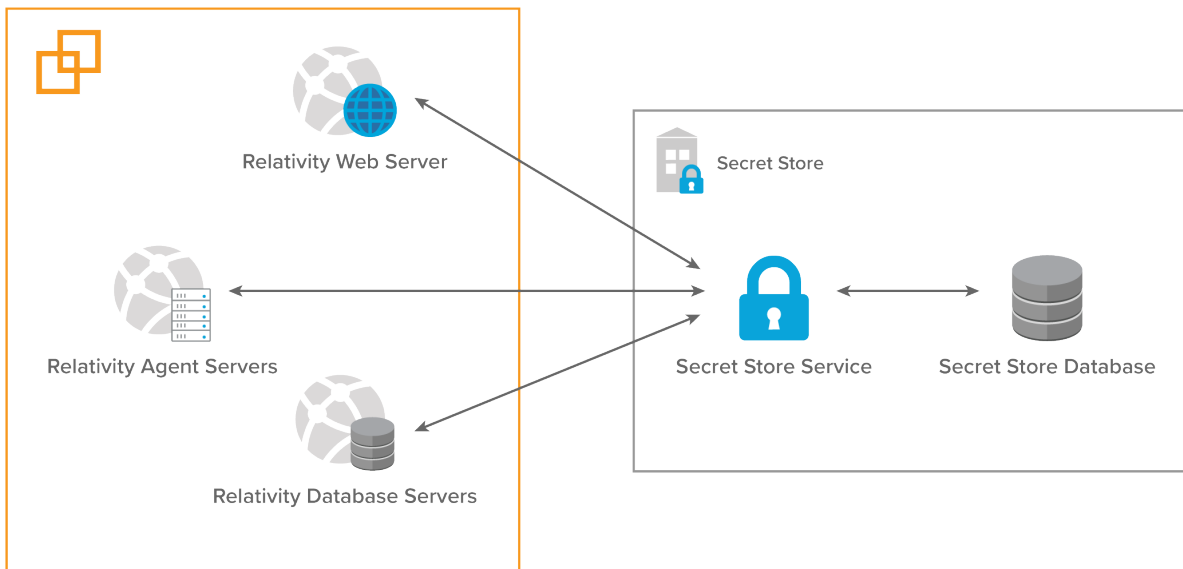 Relativity Web Server
Secret Store
Relativity Agent Servers
Secret Store Service
Secret Store Database
Relativity Database Servers